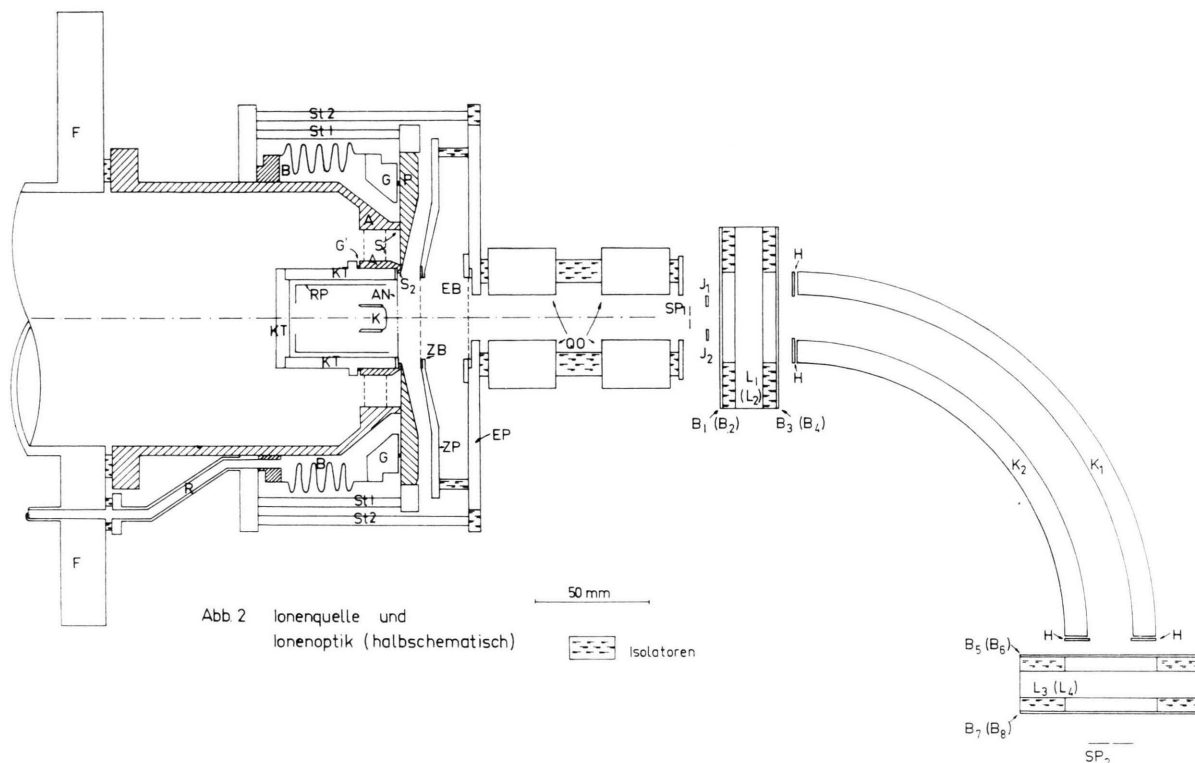 F
St 2
St 1
B
G
P
A
S₁
G'
A
KT
S₂
RP
AN
EB
K
KT
KT
ZB
QO
SP₁
J₁
J₂
L₁
(L₂)
B₁ (B₂)
B₃ (B₄)
H
H
K₂
K₁
EP
ZP
B
G
R
St 1
St2
F
H
H
B₅ (B₆)
L₃ (L₄)
B₇ (B₈)
SP₂
Abb. 2 Ionenquelle und
Ionenoptik (halbschematisch)
50 mm
Isolatoren